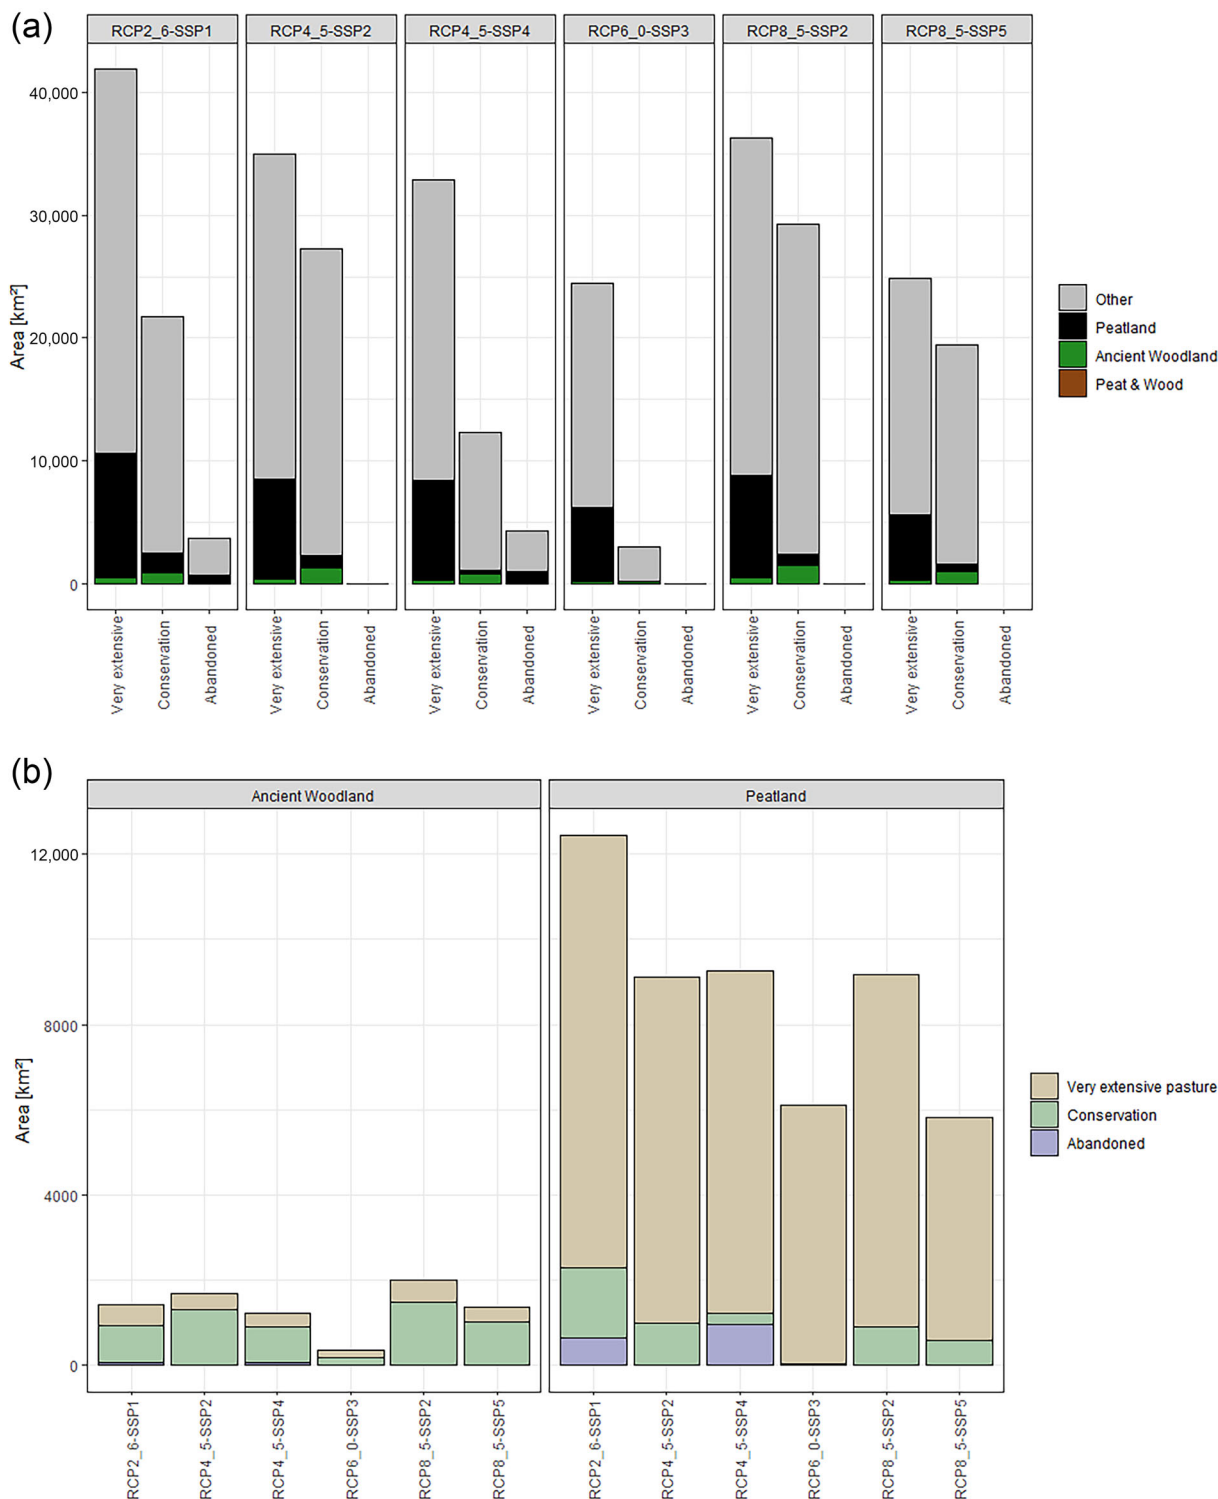 (a)
RCP2_6-SSP1 RCP4_5-SSP2 RCP4_5-SSP4 RCP6_0-SSP3 RCP8_5-SSP2 RCP8_5-SSP5
40,000
30,000
20,000
10,000
0
Area [km²]
Very extensive Conservation Abandoned Very extensive Conservation Abandoned Very extensive Conservation Abandoned Very extensive Conservation Abandoned Very extensive Conservation Abandoned Very extensive Conservation Abandoned
Other
Peatland
Ancient Woodland
Peat & Wood
(b)
Ancient Woodland Peatland
12,000
8000
4000
0
Area [km²]
RCP2_6-SSP1 RCP4_5-SSP2 RCP4_5-SSP4 RCP6_0-SSP3 RCP8_5-SSP2 RCP8_5-SSP5 RCP2_6-SSP1 RCP4_5-SSP2 RCP4_5-SSP4 RCP6_0-SSP3 RCP8_5-SSP2 RCP8_5-SSP5
Very extensive pasture
Conservation
Abandoned